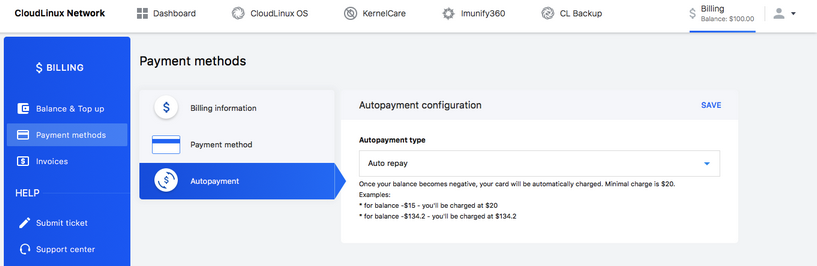 CloudLinux Network
Dashboard
CloudLinux OS
KernelCare
Imunify360
CL Backup
$ Billing
Balance: $100.00
$ BILLING
Balance & Top up
Payment methods
Invoices
HELP
Submit ticket
Support center
Payment methods
Billing information
Payment method
Autopayment
Autopayment configuration
SAVE
Autopayment type
Auto repay
Once your balance becomes negative, your card will be automatically charged. Minimal charge is $20.
Examples:
* for balance -$15 - you'll be charged at $20
* for balance -$134.2 - you'll be charged at $134.2